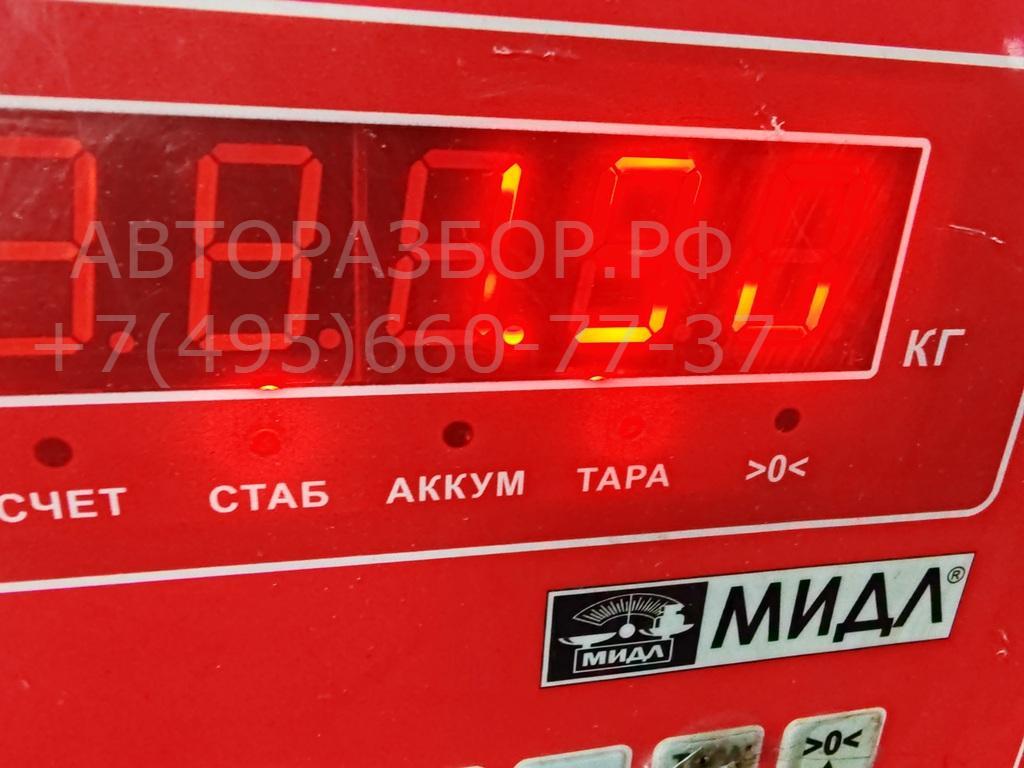 АВТОРАЗБОР.РФ
+7(495)660-77-37
КГ
СЧЕТ СТАБ АККУМ ТАРА >0<
МИДЛ МИДЛ®
>0<